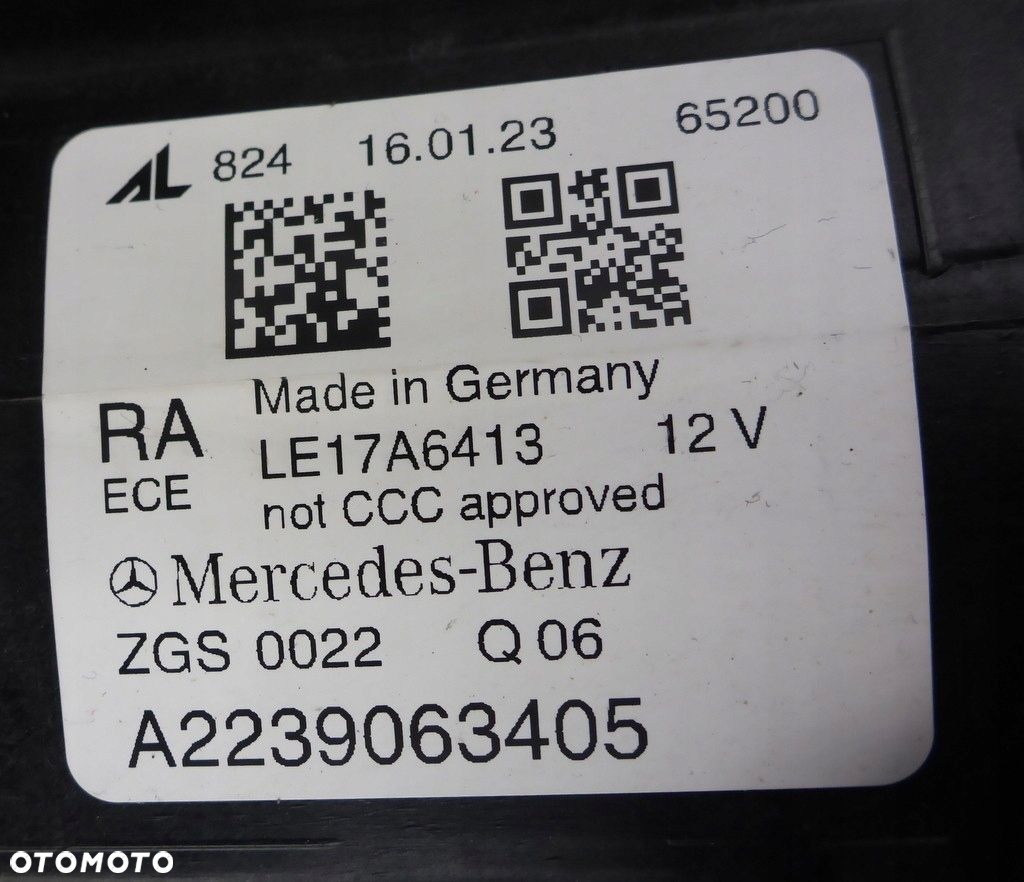 AL 824 16.01.23 65200
Made in Germany
RA LE17A6413 12 V
ECE not CCC approved
Mercedes-Benz
ZGS 0022 Q 06
A2239063405
OTOMOTO